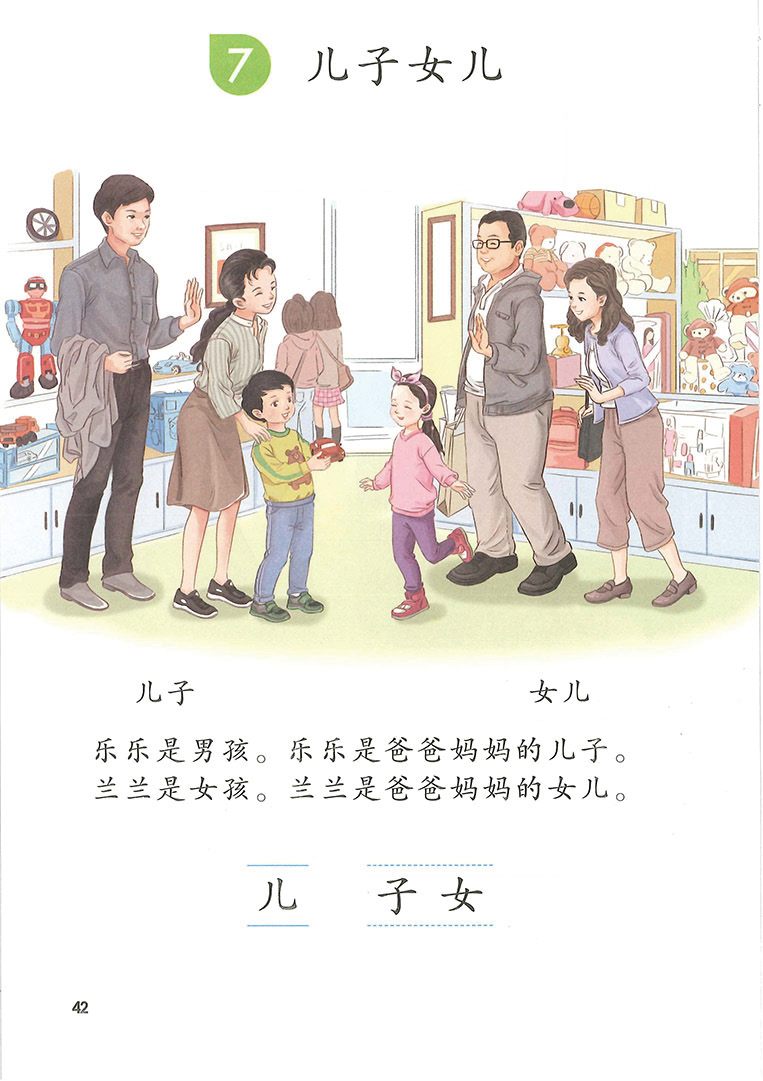 7 儿子女儿
儿子 女儿
乐乐是男孩。乐乐是爸爸妈妈的儿子。
兰兰是女孩。兰兰是爸爸妈妈的女儿。
儿 子 女
42